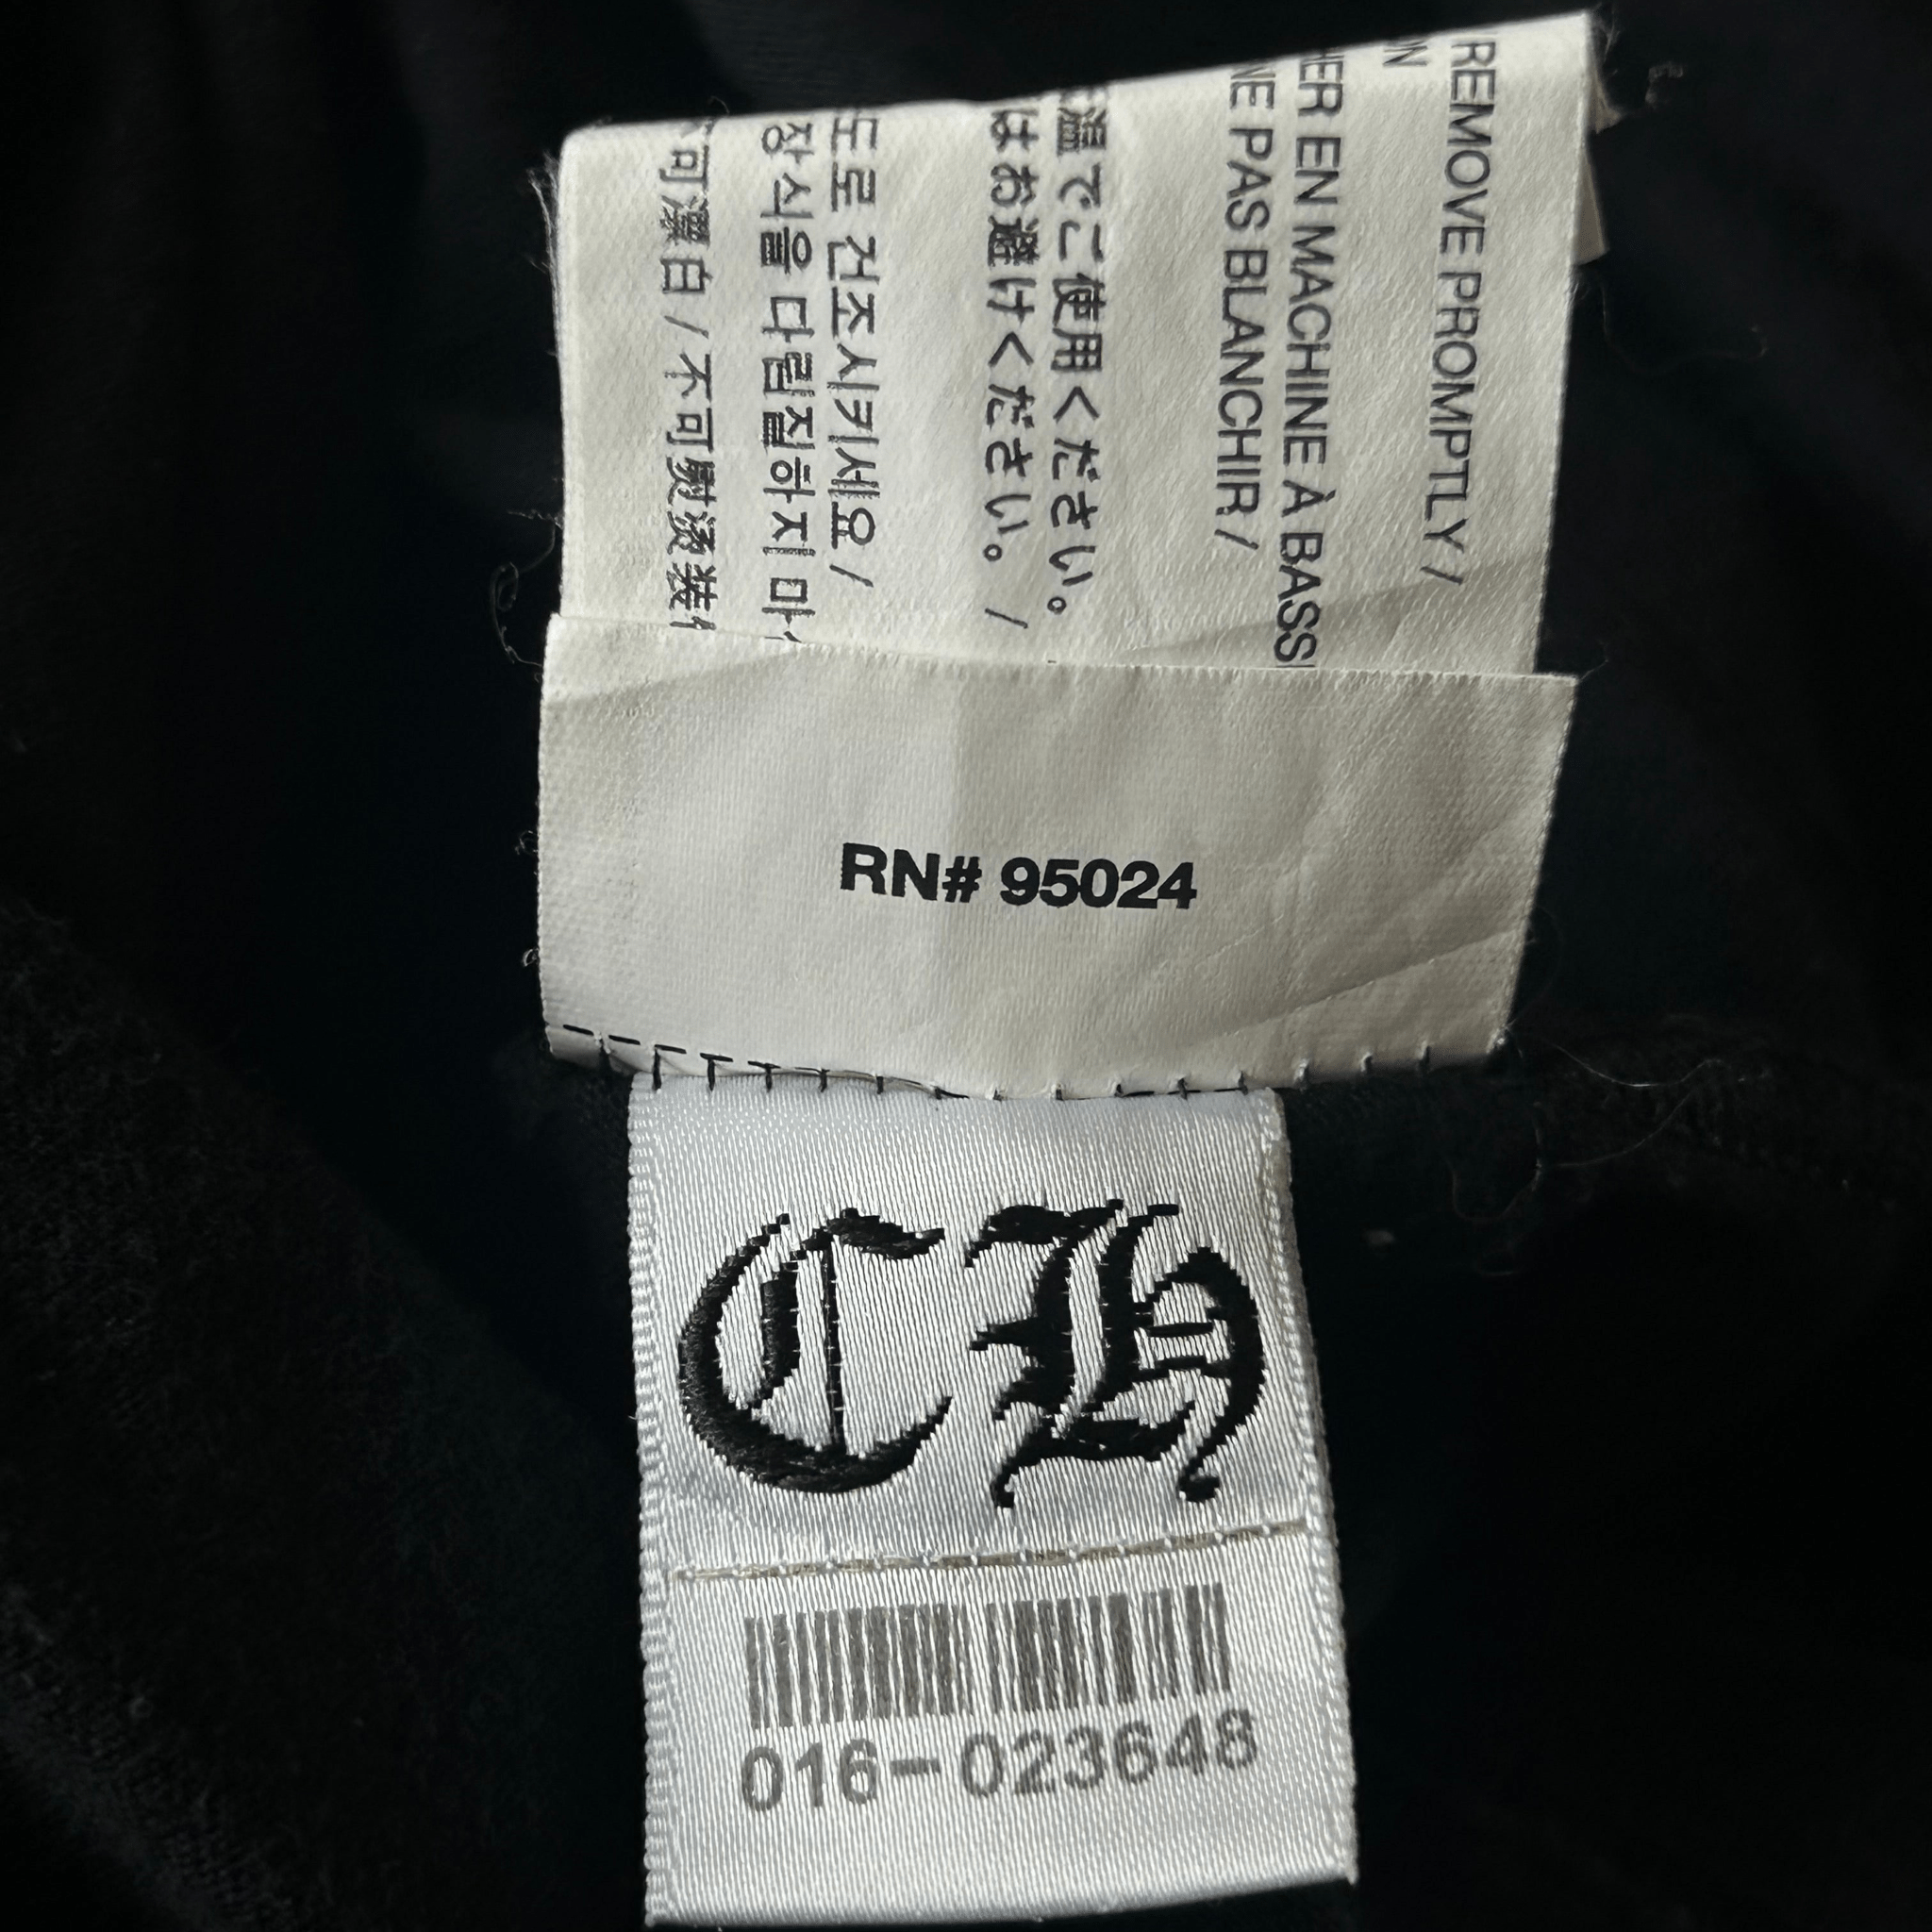 REMOVE PROMPTLY /
ER EN MACHINE À BASS
NE PAS BLANCHIR /
温でご使用ください。
はお避けください。 /
도로 건조시키세요 /
장식을 다림질하지 마
可漂白 / 不可熨烫装
RN# 95024
CH
016-023648